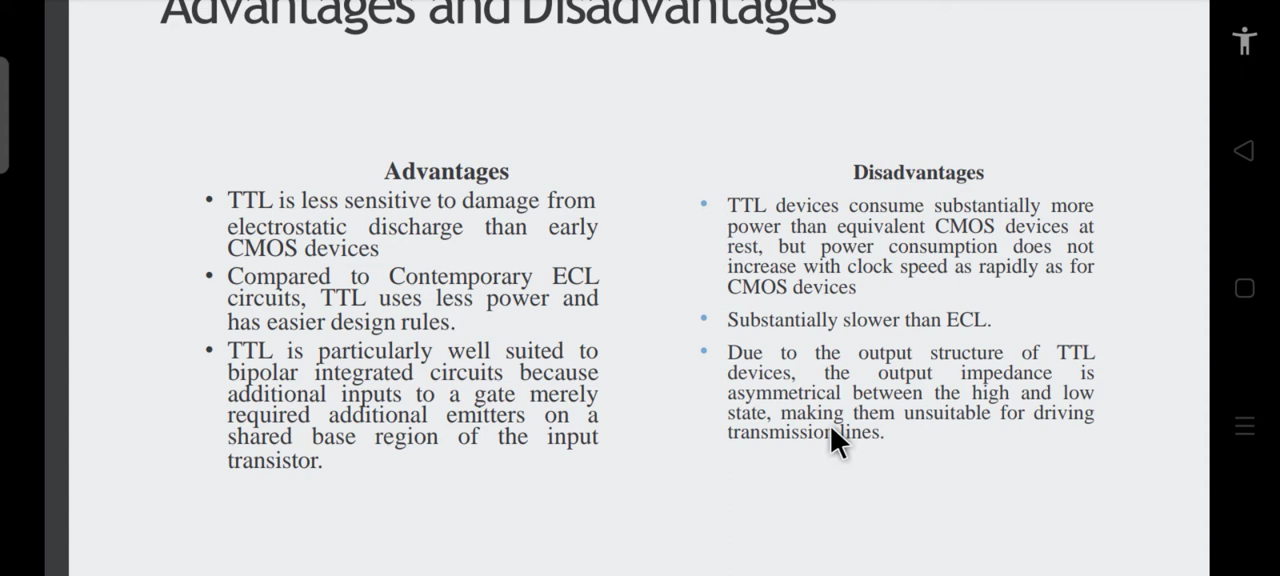 Advantages and Disadvantages
Advantages
• TTL is less sensitive to damage from
electrostatic discharge than early
CMOS devices
• Compared to Contemporary ECL
circuits, TTL uses less power and
has easier design rules.
• TTL is particularly well suited to
bipolar integrated circuits because
additional inputs to a gate merely
required additional emitters on a
shared base region of the input
transistor.
Disadvantages
• TTL devices consume substantially more
power than equivalent CMOS devices at
rest, but power consumption does not
increase with clock speed as rapidly as for
CMOS devices
• Substantially slower than ECL.
• Due to the output structure of TTL
devices, the output impedance is
asymmetrical between the high and low
state, making them unsuitable for driving
transmission lines.